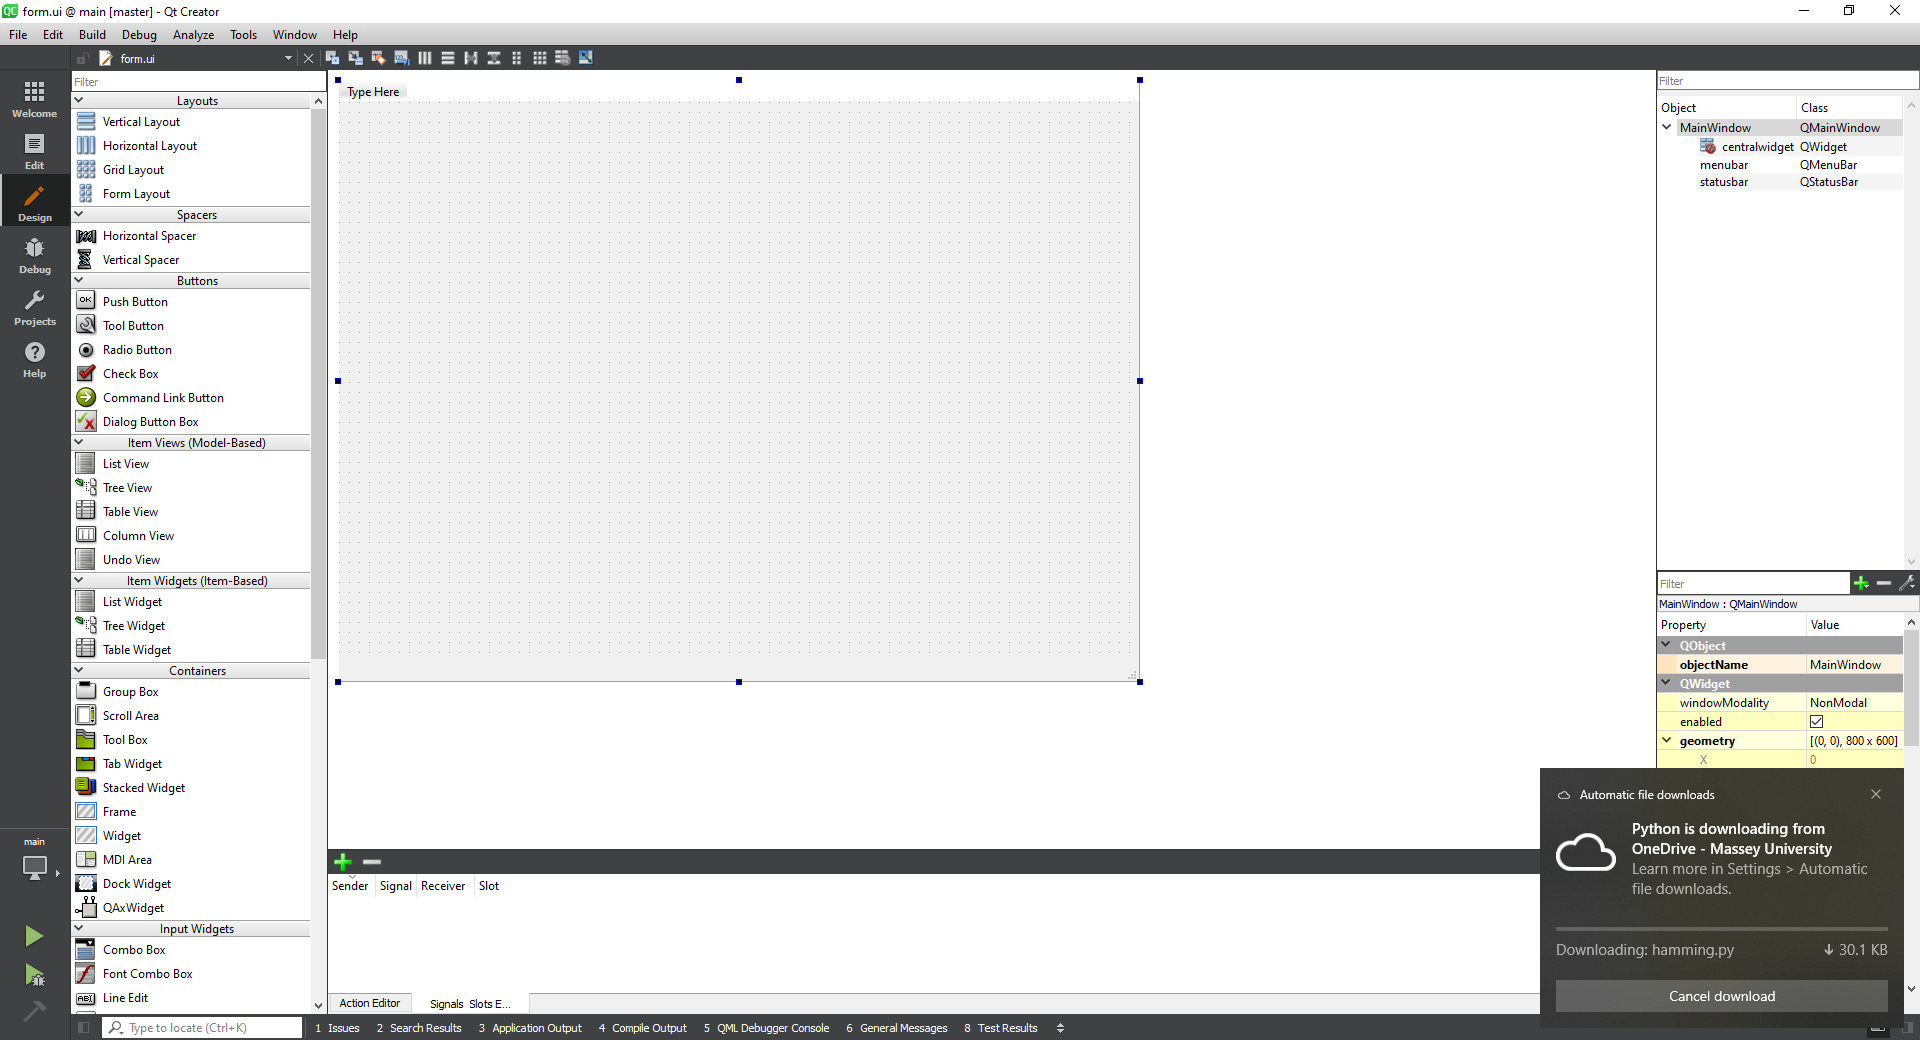 form.ui @ main [master] - Qt Creator
File Edit Build Debug Analyze Tools Window Help
form.ui
Welcome
Edit
Design
Debug
Projects
Help
main
Filter
Layouts
Vertical Layout
Horizontal Layout
Grid Layout
Form Layout
Spacers
Horizontal Spacer
Vertical Spacer
Buttons
Push Button
Tool Button
Radio Button
Check Box
Command Link Button
Dialog Button Box
Item Views (Model-Based)
List View
Tree View
Table View
Column View
Undo View
Item Widgets (Item-Based)
List Widget
Tree Widget
Table Widget
Containers
Group Box
Scroll Area
Tool Box
Tab Widget
Stacked Widget
Frame
Widget
MDI Area
Dock Widget
QAxWidget
Input Widgets
Combo Box
Font Combo Box
Line Edit
Type Here
Sender Signal Receiver Slot
Action Editor Signals Slots E...
Filter
Object Class
MainWindow QMainWindow
centralwidget QWidget
menubar QMenuBar
statusbar QStatusBar
Filter
MainWindow : QMainWindow
Property Value
QObject
objectName MainWindow
QWidget
windowModality NonModal
enabled
geometry [(0, 0), 800 x 600]
X 0
Automatic file downloads
Python is downloading from
OneDrive - Massey University
Learn more in Settings > Automatic
file downloads.
Downloading: hamming.py 30.1 KB
Cancel download
Type to locate (Ctrl+K) 1 Issues 2 Search Results 3 Application Output 4 Compile Output 5 QML Debugger Console 6 General Messages 8 Test Results